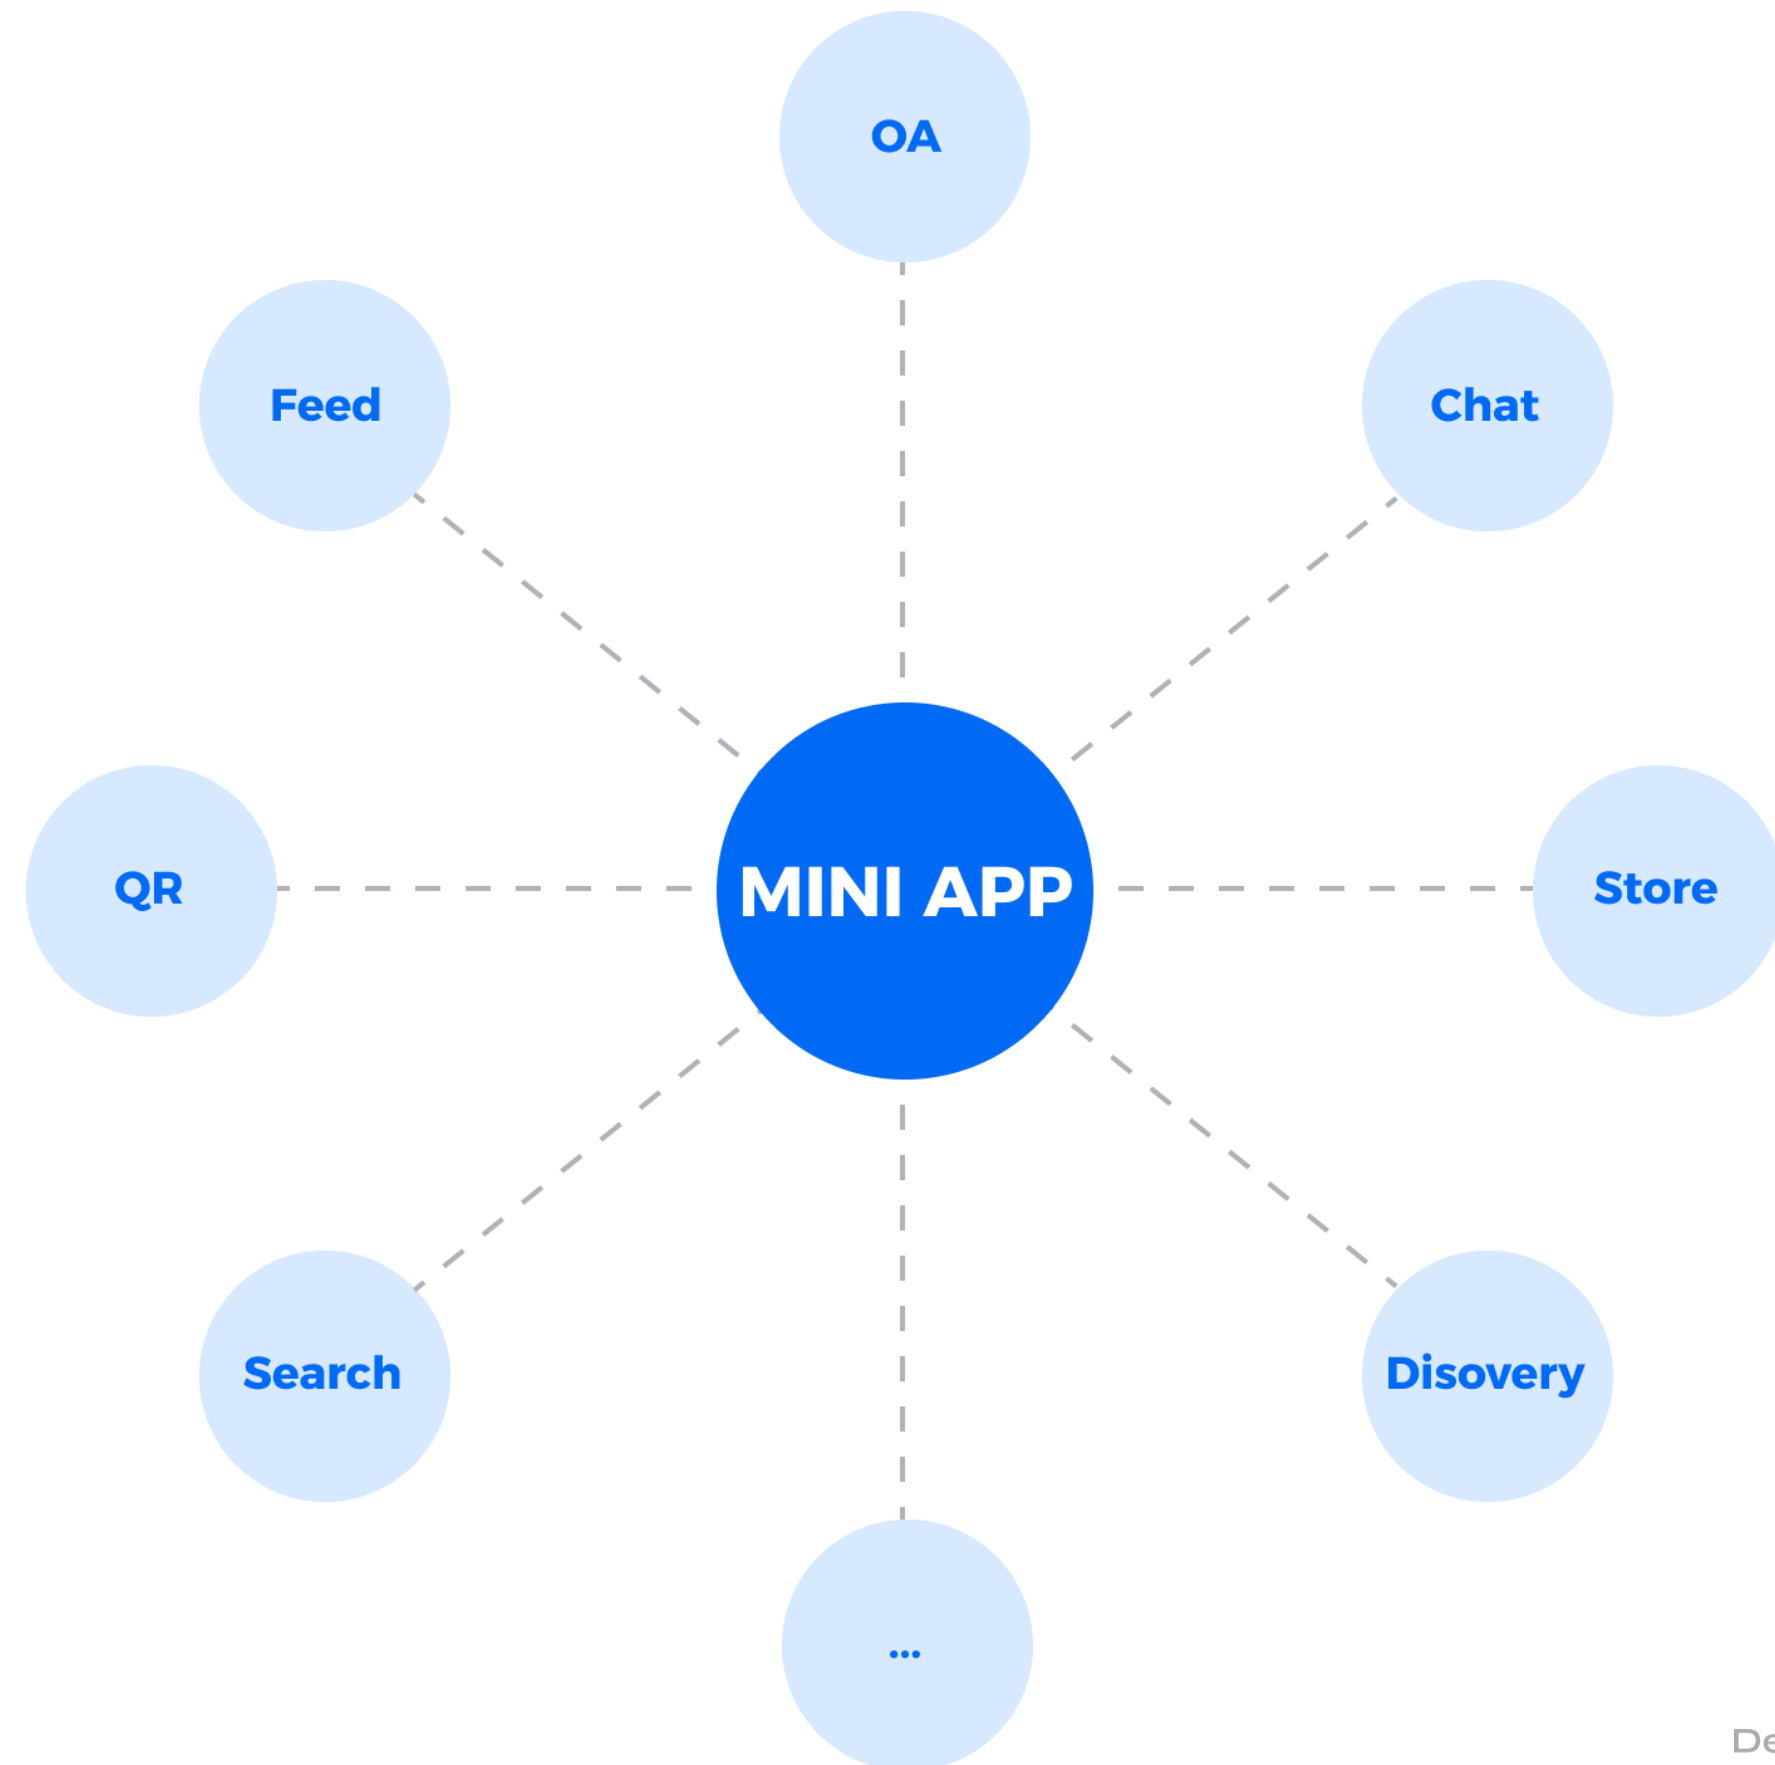 OA
Feed
Chat
QR
MINI APP
Store
Search
Disovery
...